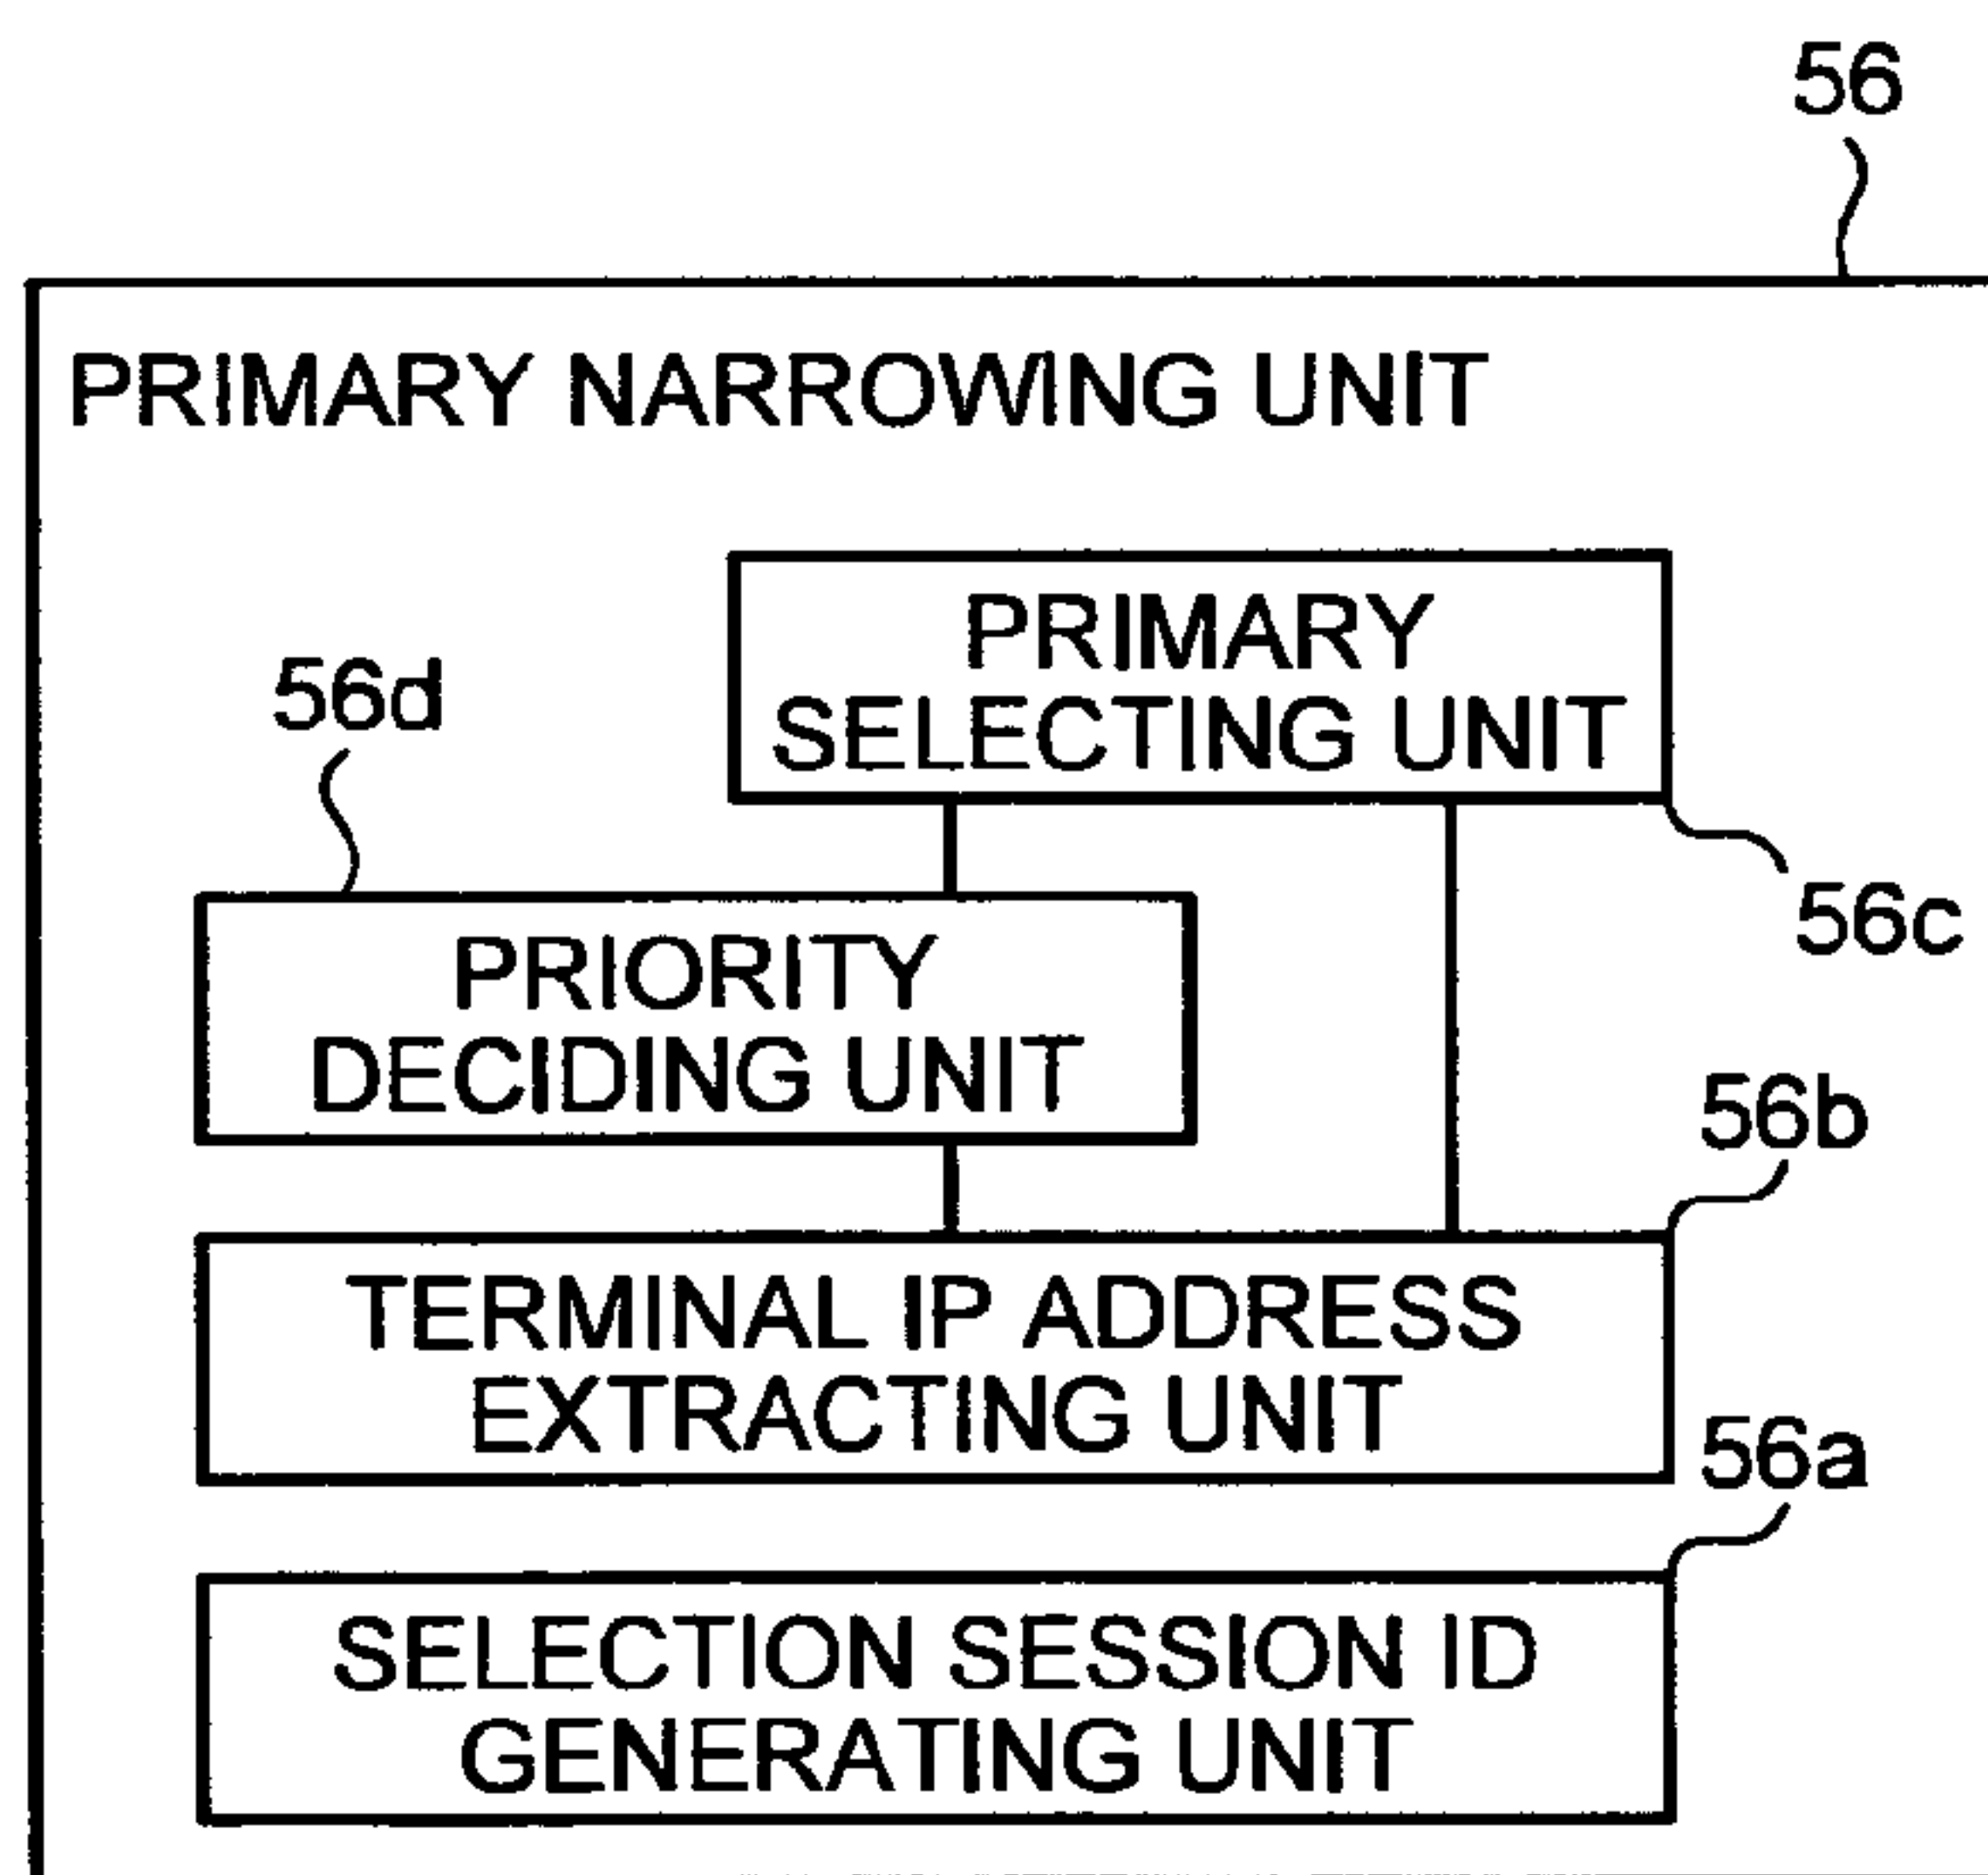 56
PRIMARY NARROWING UNIT
PRIMARY
SELECTING UNIT
56d
56c
PRIORITY
DECIDING UNIT
56b
TERMINAL IP ADDRESS
EXTRACTING UNIT
56a
SELECTION SESSION ID
GENERATING UNIT